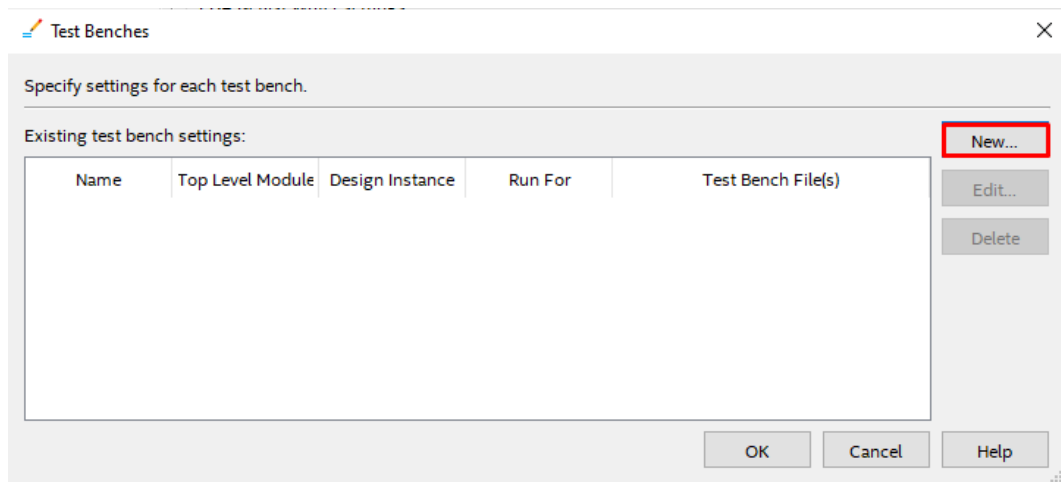 Test Benches
Specify settings for each test bench.
Existing test bench settings:
New...
Name Top Level Module Design Instance Run For Test Bench File(s)
Edit...
Delete
OK Cancel Help